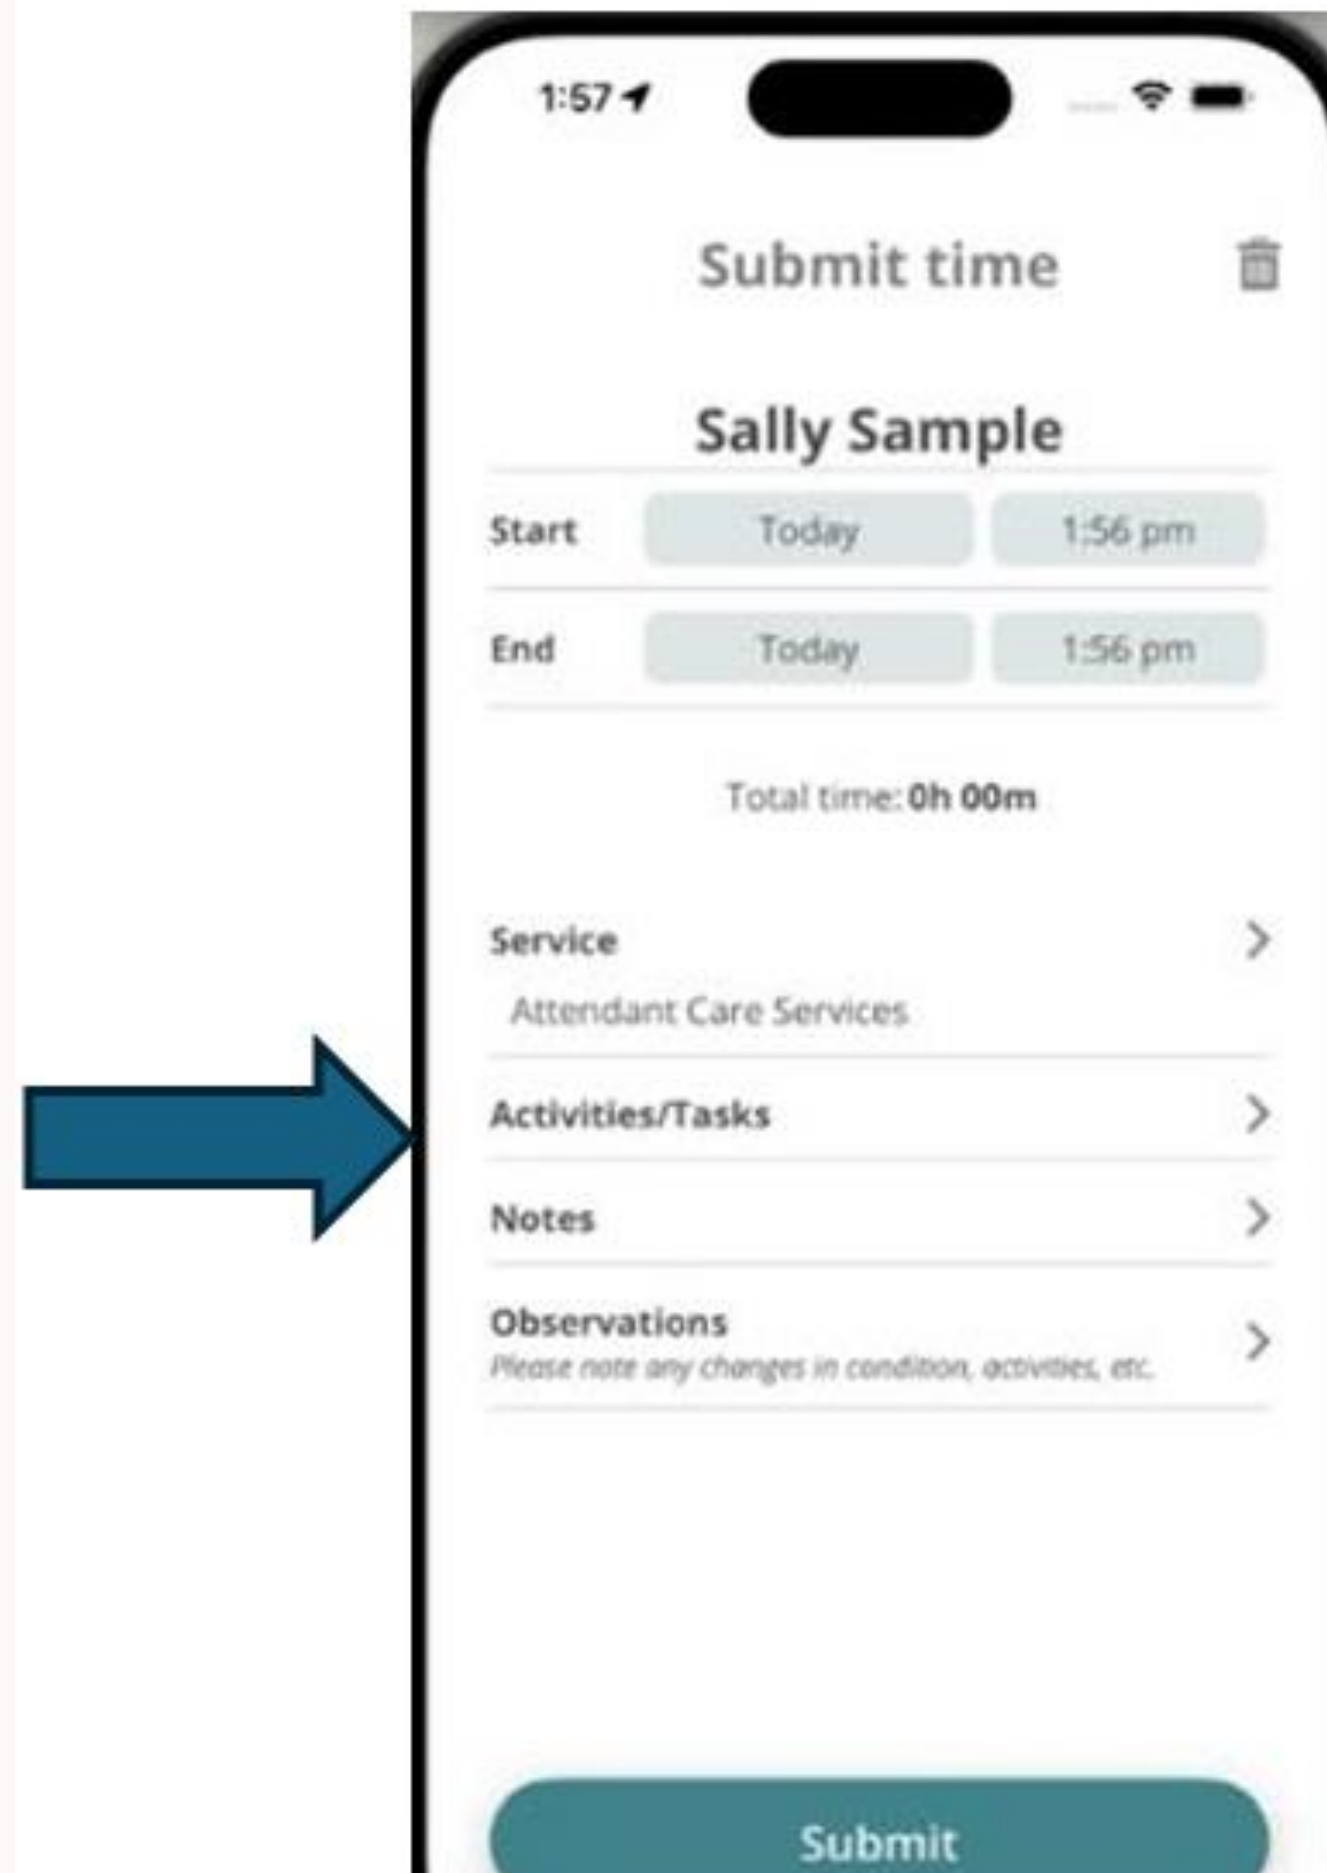 1:57
Submit time
Sally Sample
Start Today 1:56 pm
End Today 1:56 pm
Total time: 0h 00m
Service
Attendant Care Services
Activities/Tasks
Notes
Observations
Please note any changes in condition, activities, etc.
Submit